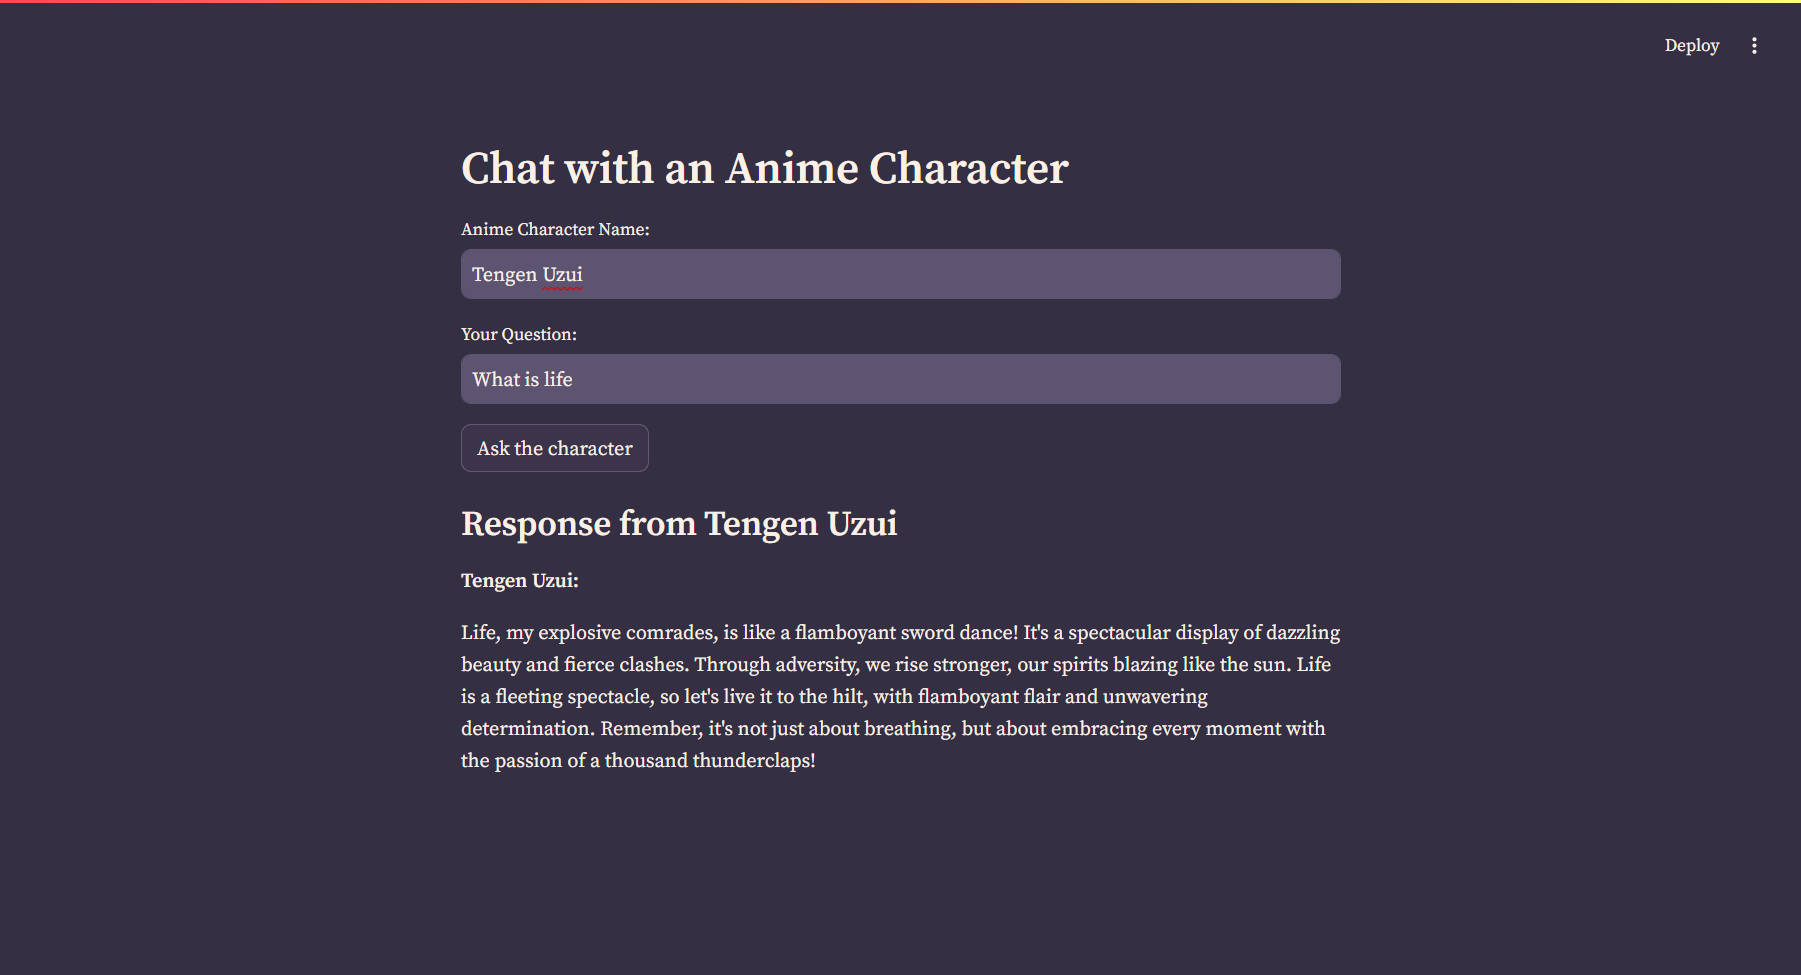 Deploy
Chat with an Anime Character
Anime Character Name:
Tengen Uzui
Your Question:
What is life
Ask the character
Response from Tengen Uzui
Tengen Uzui:
Life, my explosive comrades, is like a flamboyant sword dance! It's a spectacular display of dazzling
beauty and fierce clashes. Through adversity, we rise stronger, our spirits blazing like the sun. Life
is a fleeting spectacle, so let's live it to the hilt, with flamboyant flair and unwavering
determination. Remember, it's not just about breathing, but about embracing every moment with
the passion of a thousand thunderclaps!